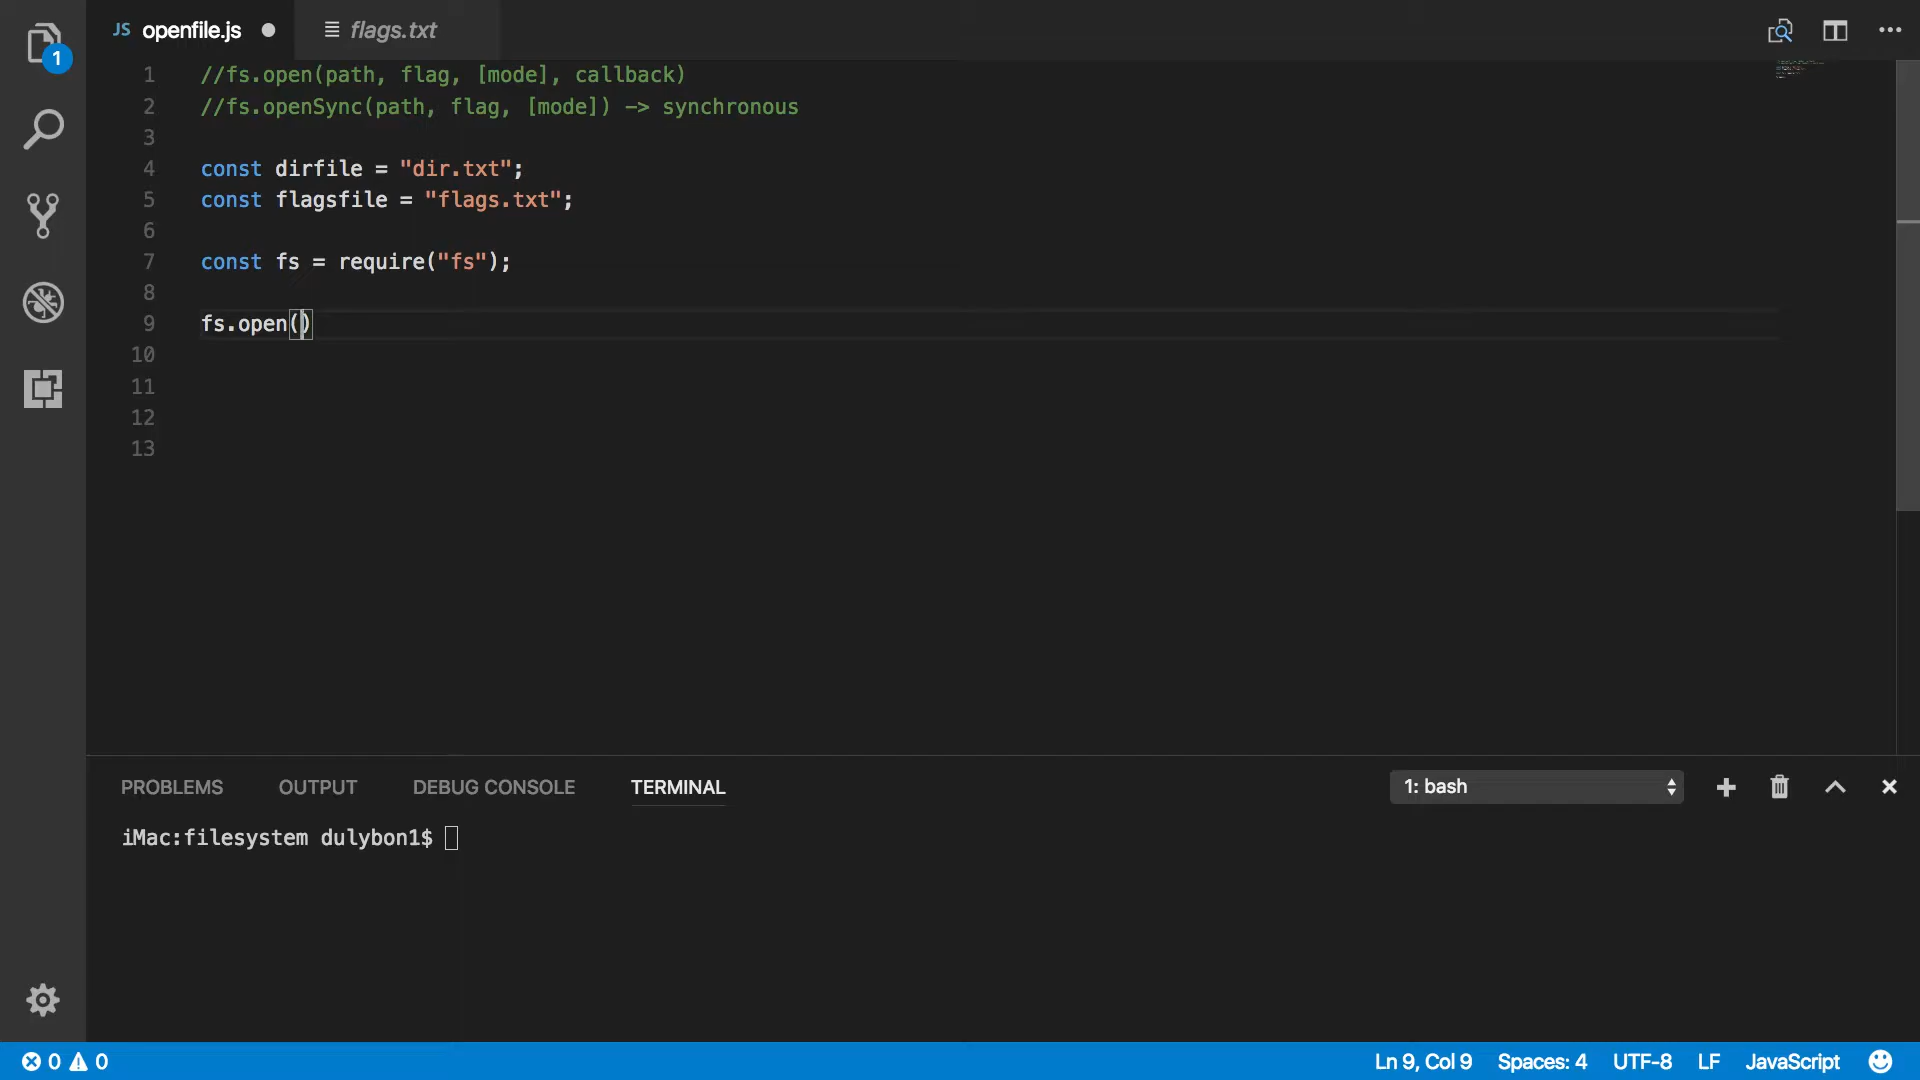 JS openfile.js
flags.txt
1
1 //fs.open(path, flag, [mode], callback)
2 //fs.openSync(path, flag, [mode]) -> synchronous
3
4 const dirfile = "dir.txt";
5 const flagsfile = "flags.txt";
6
7 const fs = require("fs");
8
9 fs.open()
10
11
12
13
PROBLEMS OUTPUT DEBUG CONSOLE TERMINAL 1: bash
iMac:filesystem dulybon1$
0 0 Ln 9, Col 9 Spaces: 4 UTF-8 LF JavaScript